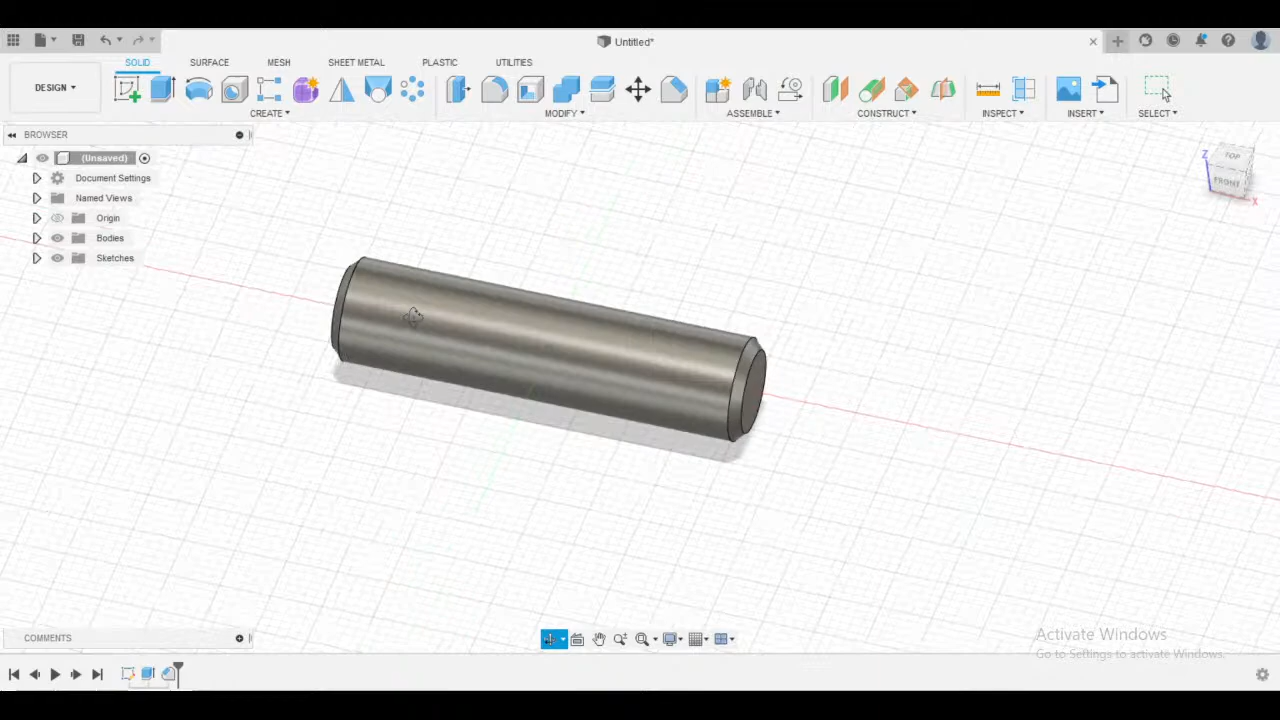 Untitled*
DESIGN
SOLID SURFACE MESH SHEET METAL PLASTIC UTILITIES
CREATE MODIFY ASSEMBLE CONSTRUCT INSPECT INSERT SELECT
BROWSER
(Unsaved)
Document Settings
Named Views
Origin
Bodies
Sketches
TOP
Z
FRONT
X
COMMENTS
Activate Windows
Go to Settings to activate Windows.